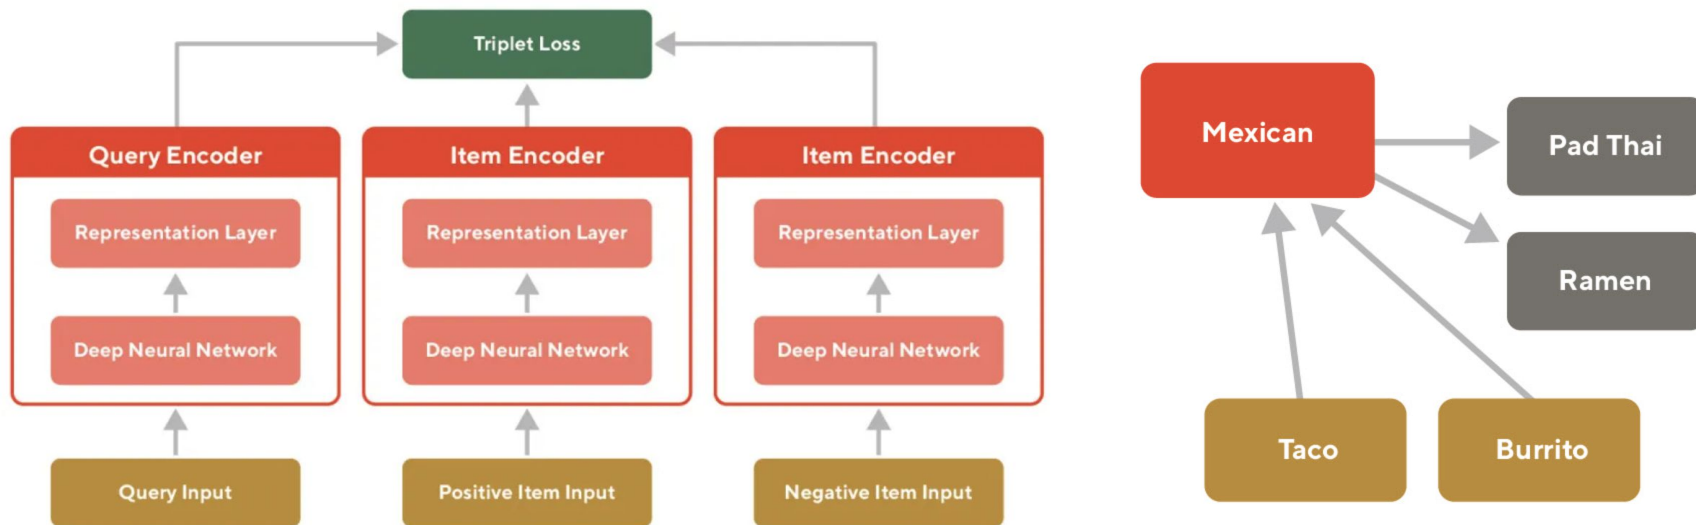 Triplet Loss
Query Encoder
Representation Layer
Deep Neural Network
Query Input
Item Encoder
Representation Layer
Deep Neural Network
Positive Item Input
Item Encoder
Representation Layer
Deep Neural Network
Negative Item Input
Mexican
Pad Thai
Ramen
Taco
Burrito